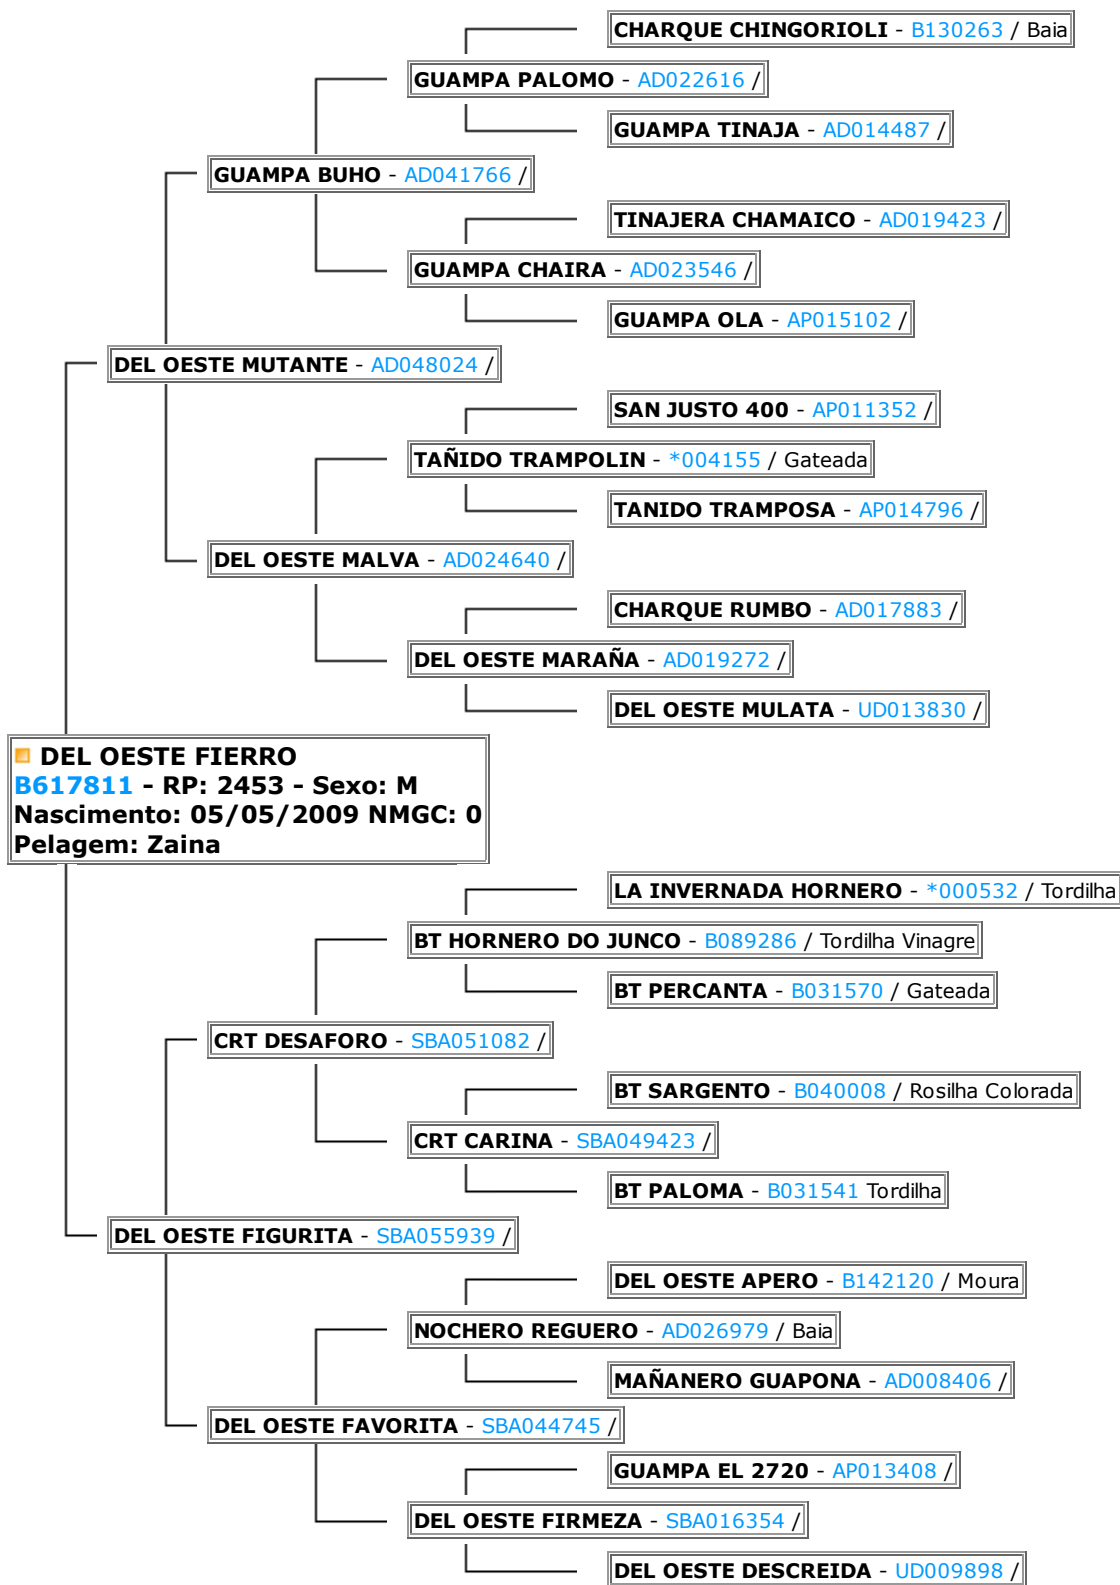 CHARQUE CHINGORIOLI - B130263 / Baia
GUAMPA PALOMO - AD022616 /
GUAMPA TINAJA - AD014487 /
GUAMPA BUHO - AD041766 /
TINAJERA CHAMAICO - AD019423 /
GUAMPA CHAIRA - AD023546 /
GUAMPA OLA - AP015102 /
DEL OESTE MUTANTE - AD048024 /
SAN JUSTO 400 - AP011352 /
TAÑIDO TRAMPOLIN - *004155 / Gateada
TANIDO TRAMPOSA - AP014796 /
DEL OESTE MALVA - AD024640 /
CHARQUE RUMBO - AD017883 /
DEL OESTE MARAÑA - AD019272 /
DEL OESTE MULATA - UD013830 /
DEL OESTE FIERRO
B617811 - RP: 2453 - Sexo: M
Nascimento: 05/05/2009 NMGC: 0
Pelagem: Zaina
LA INVERNADA HORNERO - *000532 / Tordilha
BT HORNERO DO JUNCO - B089286 / Tordilha Vinagre
BT PERCANTA - B031570 / Gateada
CRT DESAFORO - SBA051082 /
BT SARGENTO - B040008 / Rosilha Colorada
CRT CARINA - SBA049423 /
BT PALOMA - B031541 Tordilha
DEL OESTE FIGURITA - SBA055939 /
DEL OESTE APERO - B142120 / Moura
NOCHERO REGUERO - AD026979 / Baia
MAÑANERO GUAPONA - AD008406 /
DEL OESTE FAVORITA - SBA044745 /
GUAMPA EL 2720 - AP013408 /
DEL OESTE FIRMEZA - SBA016354 /
DEL OESTE DESCREIDA - UD009898 /